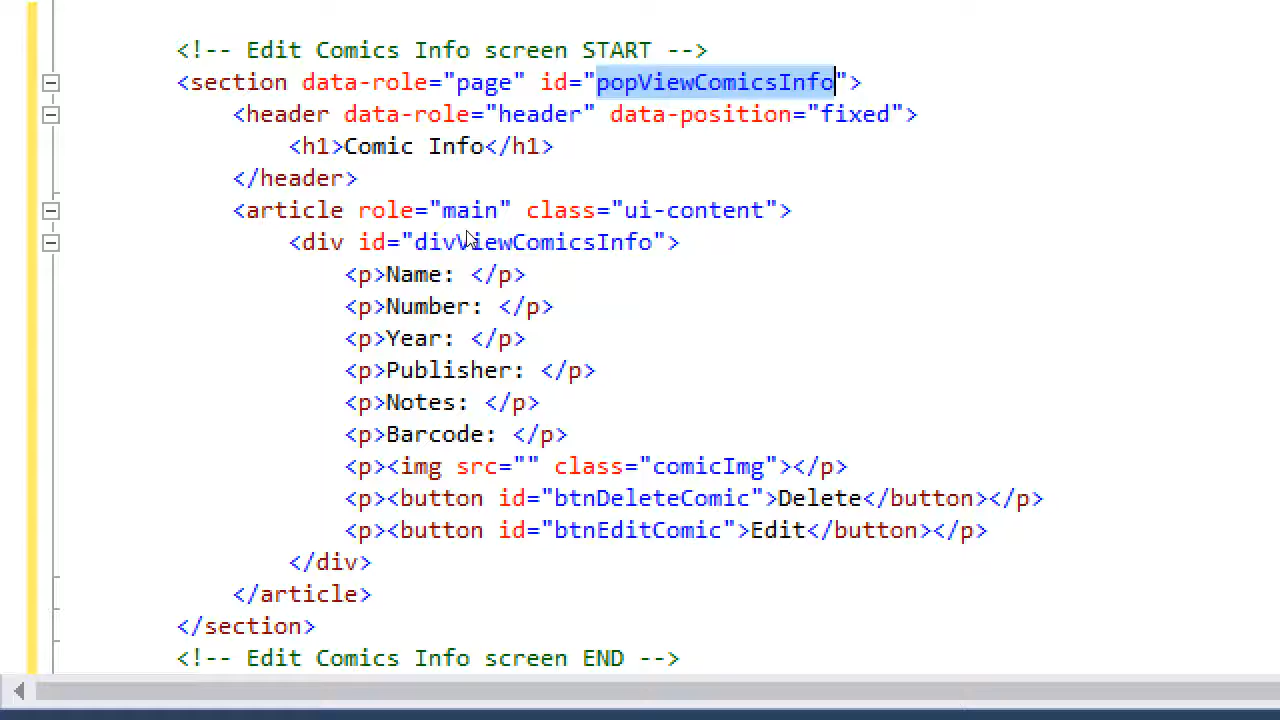 <!-- Edit Comics Info screen START -->
<section data-role="page" id="popViewComicsInfo">
<header data-role="header" data-position="fixed">
<h1>Comic Info</h1>
</header>
<article role="main" class="ui-content">
<div id="divViewComicsInfo">
<p>Name: </p>
<p>Number: </p>
<p>Year: </p>
<p>Publisher: </p>
<p>Notes: </p>
<p>Barcode: </p>
<p><img src="" class="comicImg"></p>
<p><button id="btnDeleteComic">Delete</button></p>
<p><button id="btnEditComic">Edit</button></p>
</div>
</article>
</section>
<!-- Edit Comics Info screen END -->